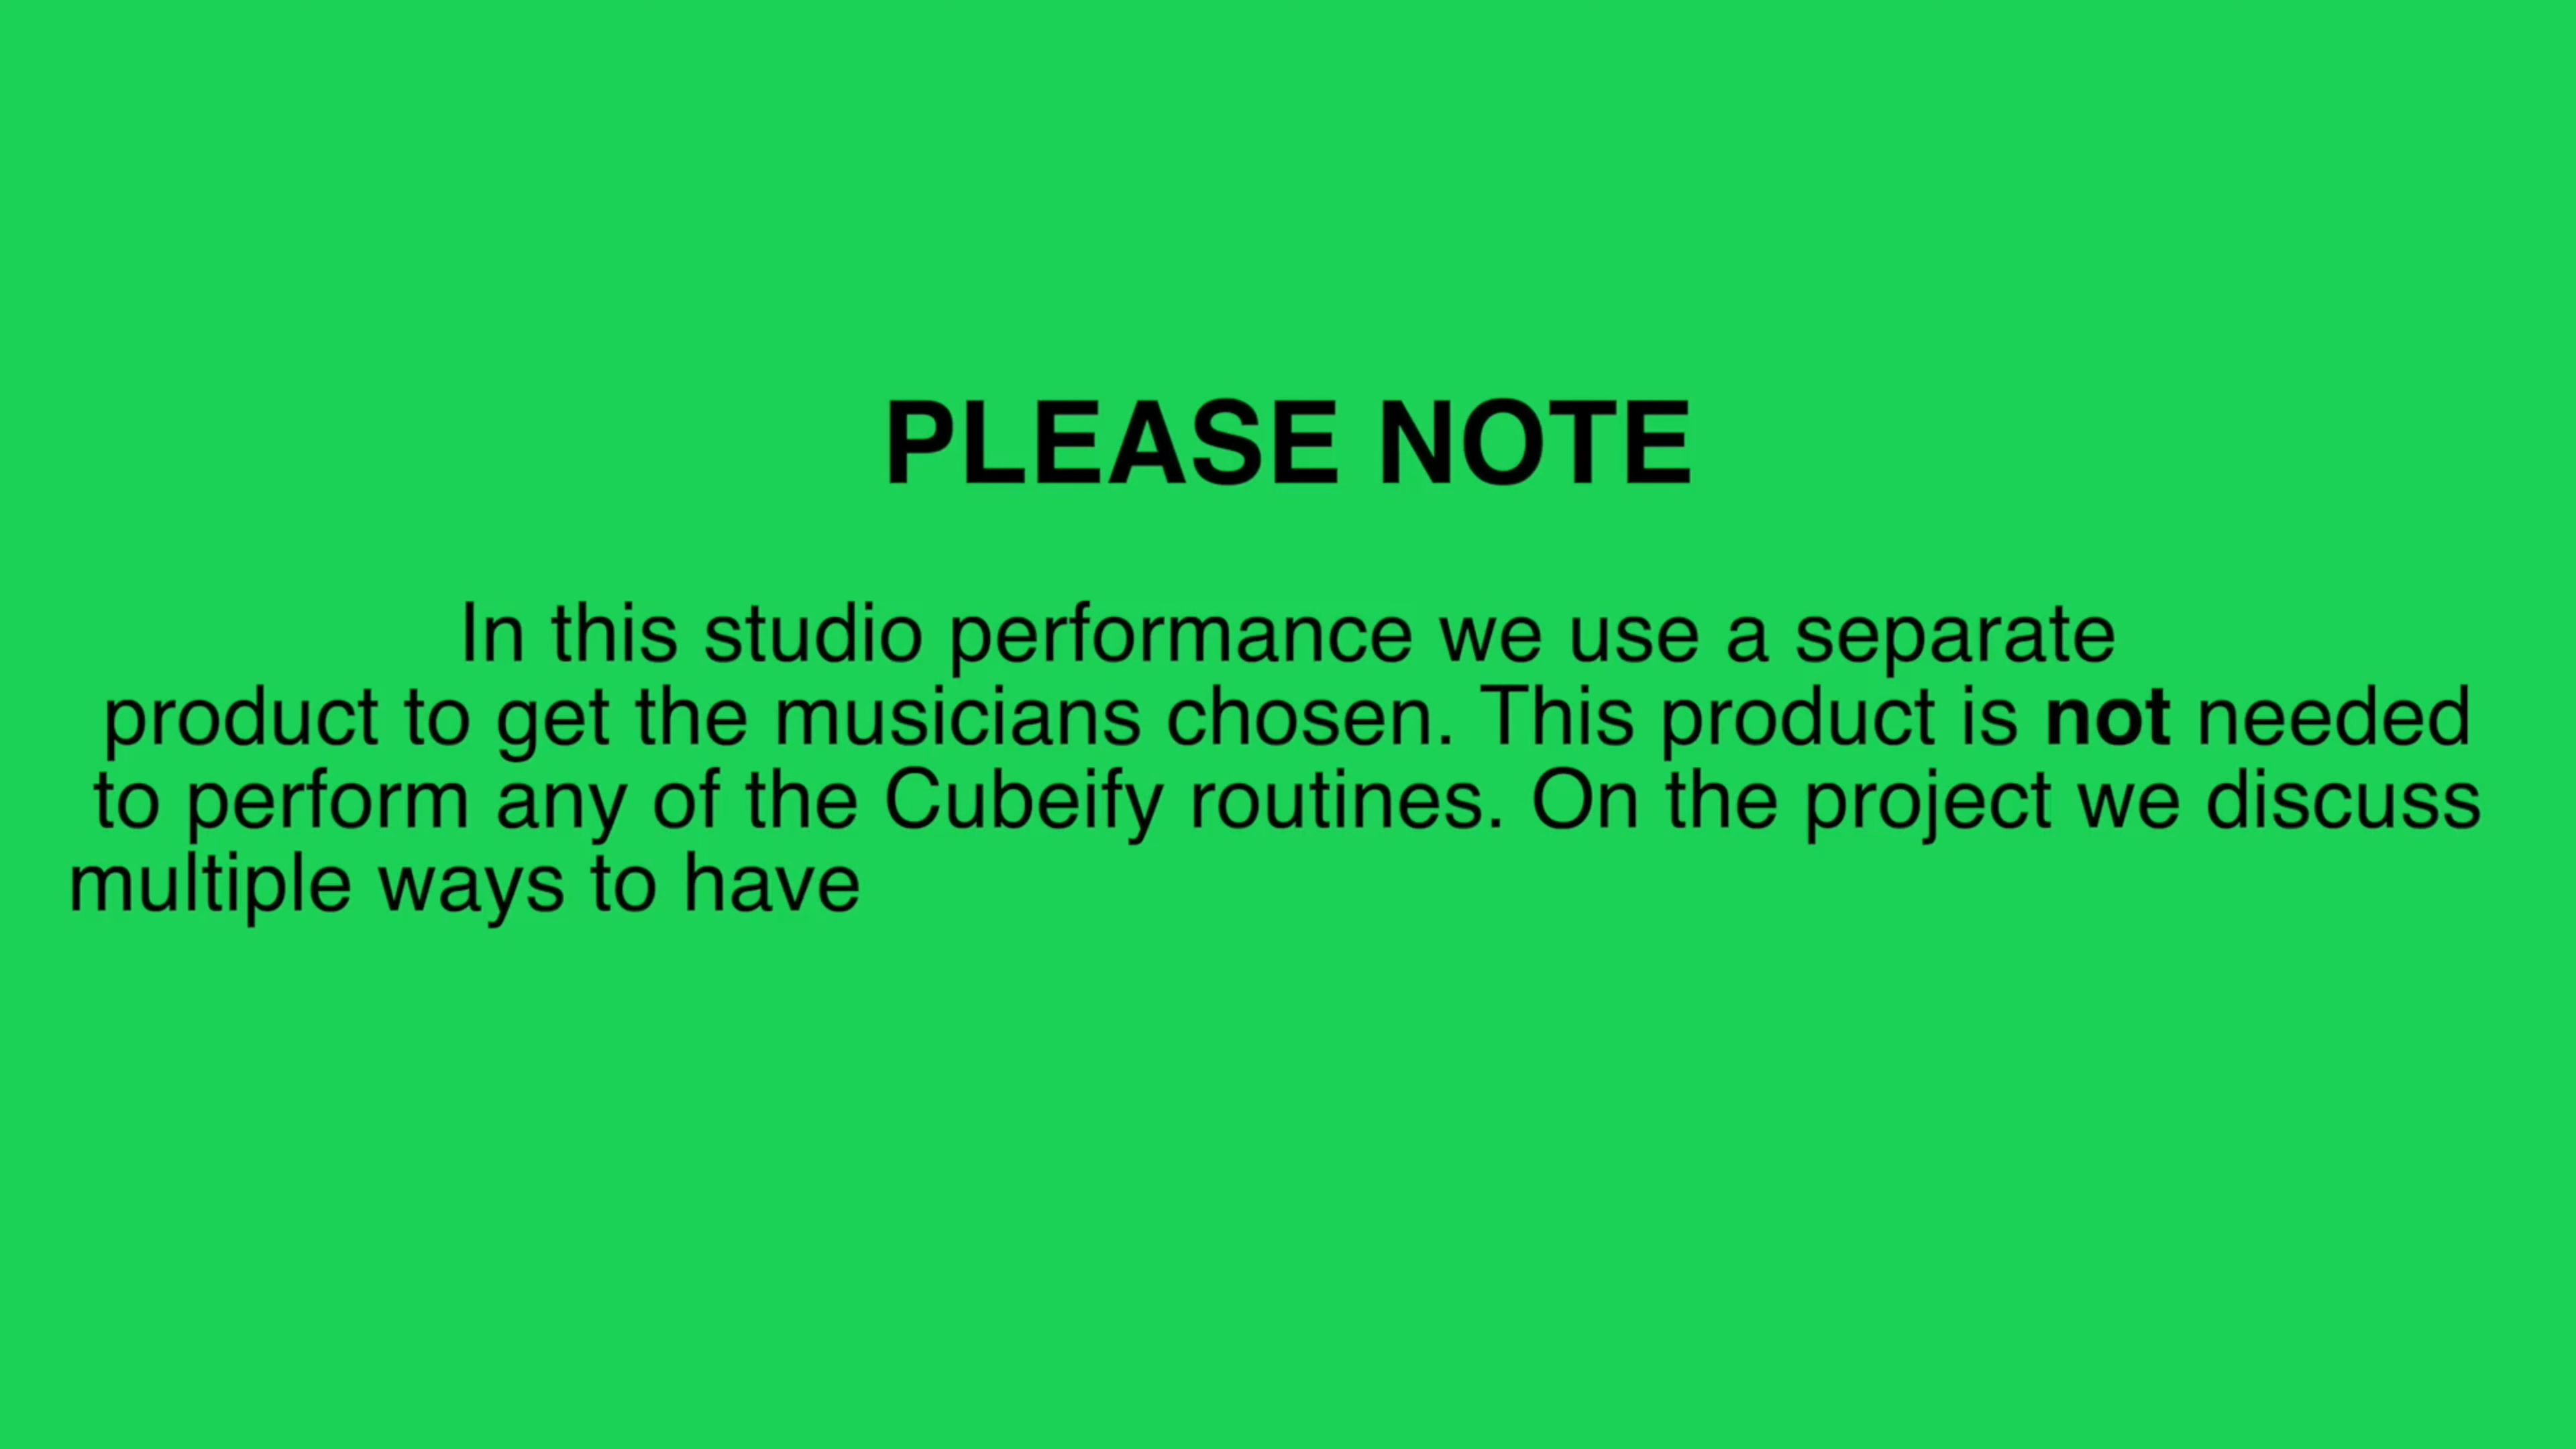 PLEASE NOTE
In this studio performance we use a separate
product to get the musicians chosen. This product is not needed
to perform any of the Cubeify routines. On the project we discuss
multiple ways to have